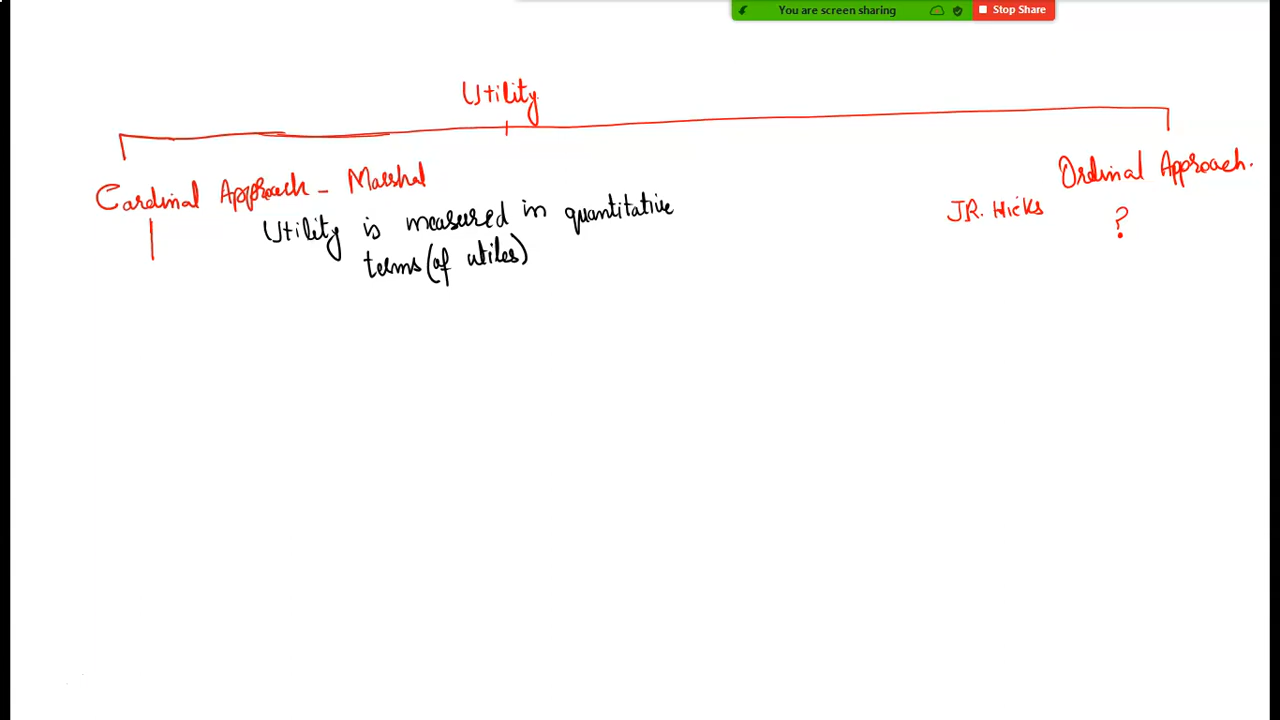 You are screen sharing
Stop Share
Utility
Cardinal Approach - Marshal
Ordinal Approach.
Utility is measured in quantitative
terms (of utiles)
J.R. Hicks
?